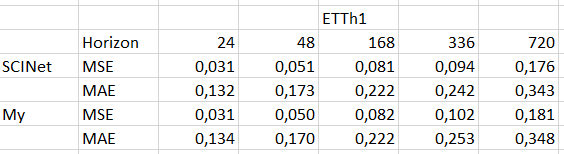 ETTh1
Horizon 24 48 168 336 720
SCINet MSE 0,031 0,051 0,081 0,094 0,176
MAE 0,132 0,173 0,222 0,242 0,343
My MSE 0,031 0,050 0,082 0,102 0,181
MAE 0,134 0,170 0,222 0,253 0,348